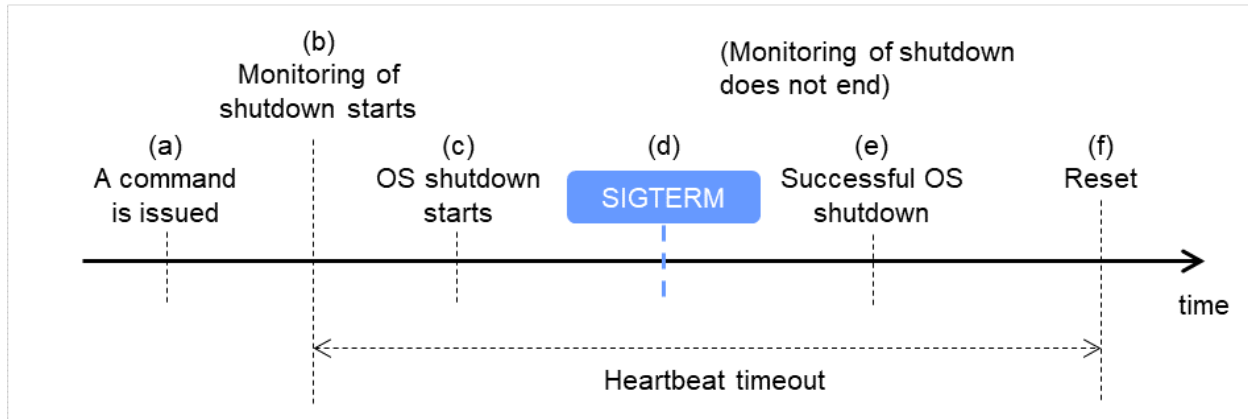 (b)
Monitoring of
shutdown starts
(Monitoring of shutdown
does not end)
(a)
A command
is issued
(c)
OS shutdown
starts
(d)
SIGTERM
(e)
Successful OS
shutdown
(f)
Reset
time
Heartbeat timeout